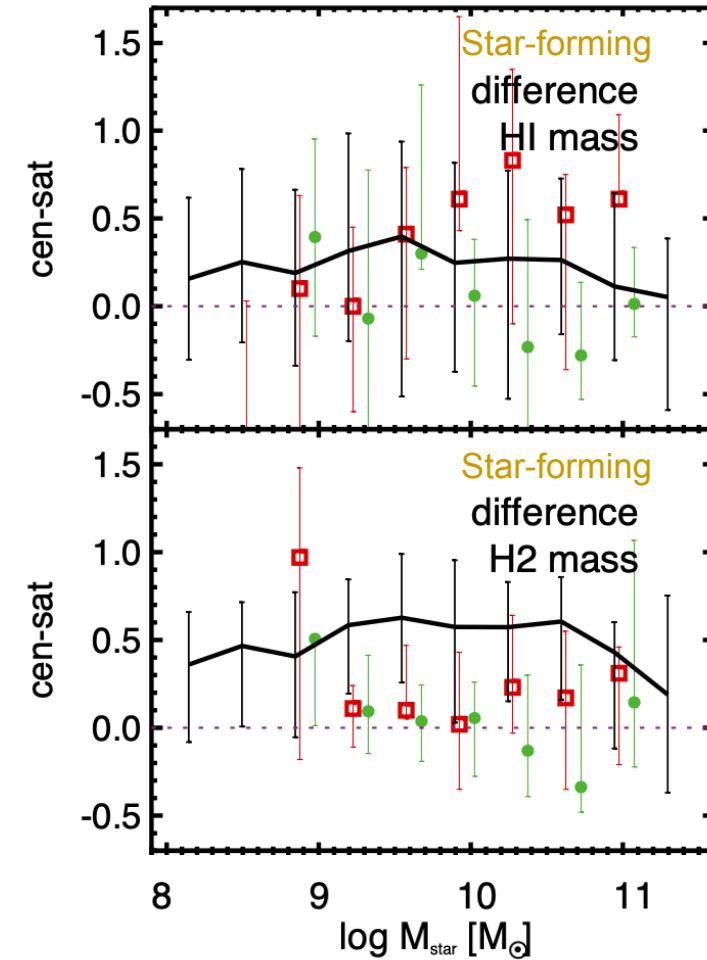 1.5
1.0
0.5
0.0
-0.5
cen-sat
Star-forming
difference
HI mass
1.5
1.0
0.5
0.0
-0.5
cen-sat
Star-forming
difference
H2 mass
8 9 10 11
log M_star [M_⊙]